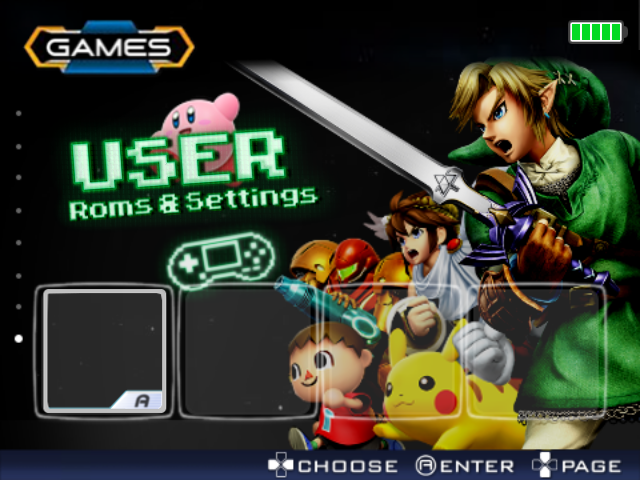 GAMES
USER
Roms & Settings
A
CHOOSE A ENTER PAGE